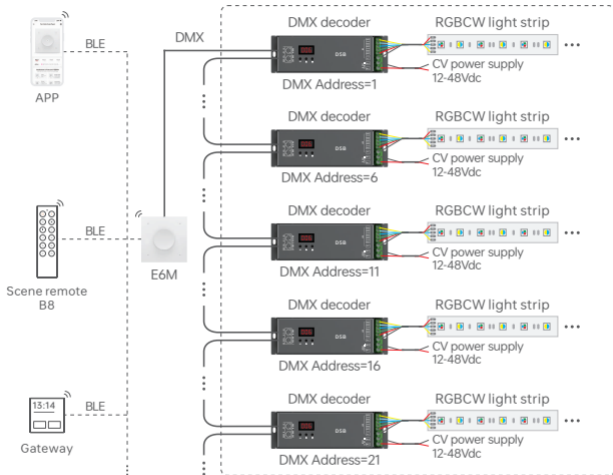 DMX decoder
RGBCW light strip
DMX
BLE
APP
CV power supply
12-48Vdc
DMX Address=1
DMX decoder
RGBCW light strip
CV power supply
12-48Vdc
DMX Address=6
DMX decoder
RGBCW light strip
BLE
E6M
Scene remote
B8
CV power supply
12-48Vdc
DMX Address=11
DMX decoder
RGBCW light strip
CV power supply
12-48Vdc
DMX Address=16
DMX decoder
RGBCW light strip
13:14
BLE
Gateway
CV power supply
12-48Vdc
DMX Address=21